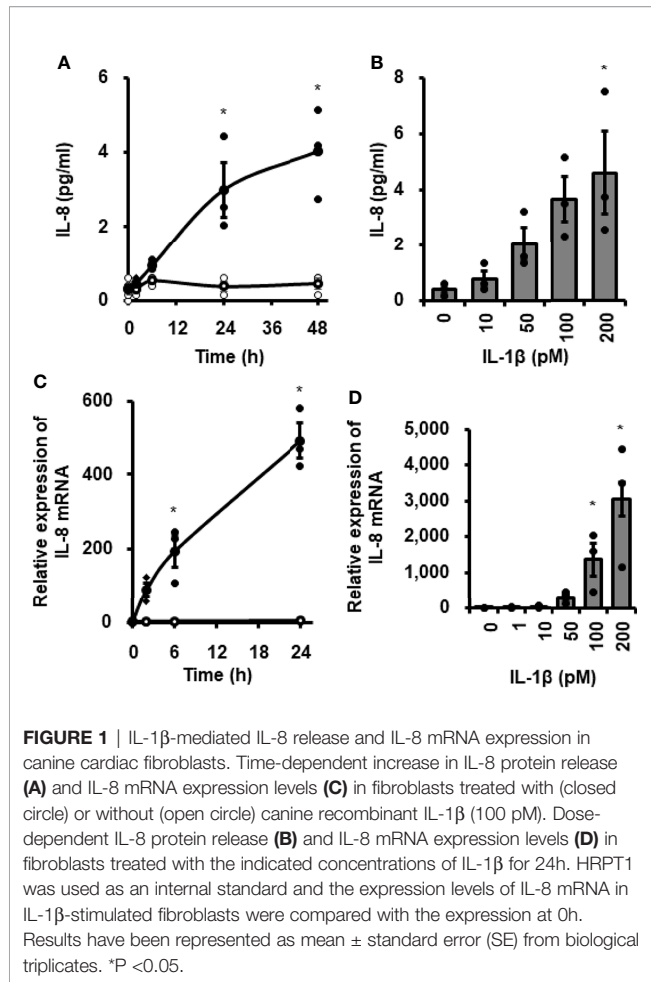 A
B
6
4
2
0
IL-8 (pg/ml)
*
*
0
12
24
36
48
Time (h)
8
6
4
2
0
IL-8 (pg/ml)
*
0
10
50
100
200
IL-1β (pM)
C
D
600
400
200
0
Relative expression of
IL-8 mRNA
*
*
0
6
12
18
24
Time (h)
5,000
4,000
3,000
2,000
1,000
0
Relative expression of
IL-8 mRNA
*
*
0
1
10
50
100
200
IL-1β (pM)
FIGURE 1 | IL-1β-mediated IL-8 release and IL-8 mRNA expression in
canine cardiac fibroblasts. Time-dependent increase in IL-8 protein release
(A) and IL-8 mRNA expression levels (C) in fibroblasts treated with (closed
circle) or without (open circle) canine recombinant IL-1β (100 pM). Dose-
dependent IL-8 protein release (B) and IL-8 mRNA expression levels (D) in
fibroblasts treated with the indicated concentrations of IL-1β for 24h. HRPT1
was used as an internal standard and the expression levels of IL-8 mRNA in
IL-1β-stimulated fibroblasts were compared with the expression at 0h.
Results have been represented as mean ± standard error (SE) from biological
triplicates. *P <0.05.